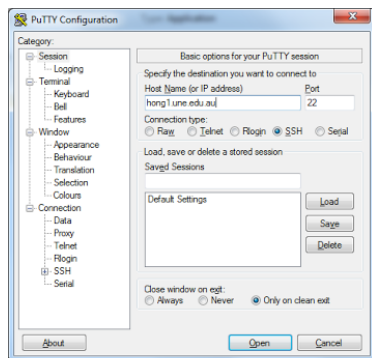 PuTTY Configuration
Category:
Session
Logging
Terminal
Keyboard
Bell
Features
Window
Appearance
Behaviour
Translation
Selection
Colours
Connection
Data
Proxy
Telnet
Rlogin
SSH
Serial
Basic options for your PuTTY session
Specify the destination you want to connect to
Host Name (or IP address) Port
hong1.une.edu.au 22
Connection type:
Raw Telnet Rlogin SSH Serial
Load, save or delete a stored session
Saved Sessions
Default Settings
Load
Save
Delete
Close window on exit:
Always Never Only on clean exit
About Open Cancel